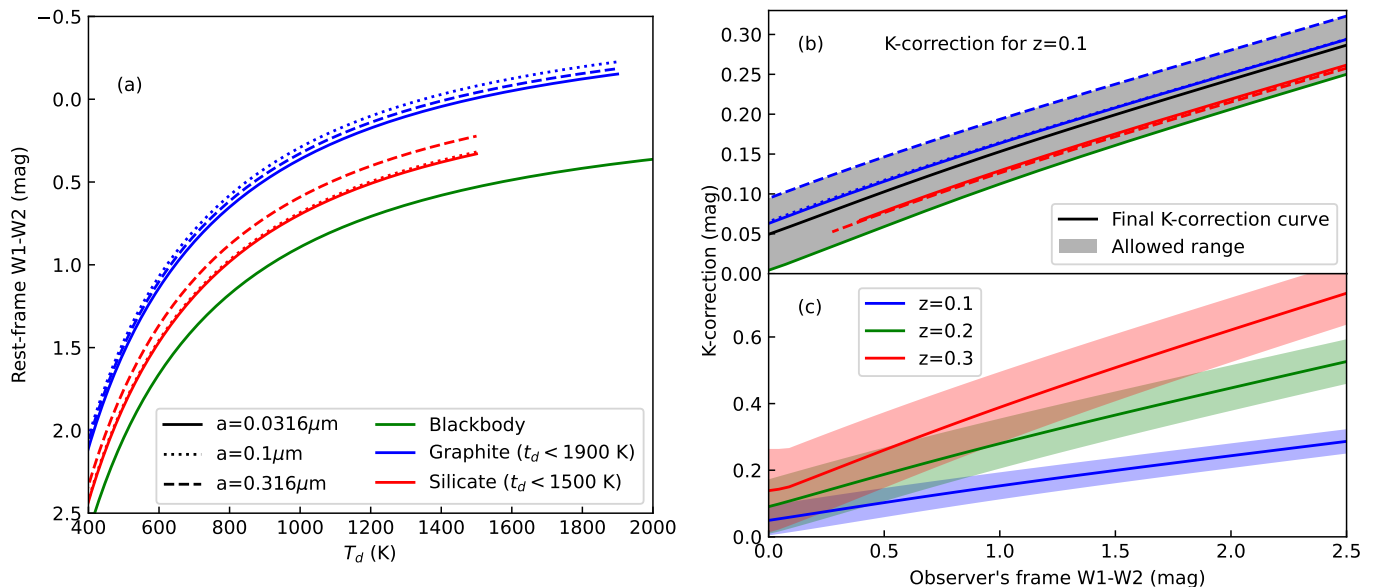 −0.5
0.0
0.5
1.0
1.5
2.0
2.5
Rest-frame W1-W2 (mag)
(a)
a=0.0316μm
a=0.1μm
a=0.316μm
Blackbody
Graphite (t_d < 1900 K)
Silicate (t_d < 1500 K)
400 600 800 1000 1200 1400 1600 1800 2000
T_d (K)
(b)
K-correction for z=0.1
0.30
0.25
0.20
0.15
0.10
0.05
0.00
Final K-correction curve
Allowed range
K-correction (mag)
(c)
z=0.1
z=0.2
z=0.3
0.6
0.4
0.2
0.0
0.0 0.5 1.0 1.5 2.0 2.5
Observer's frame W1-W2 (mag)